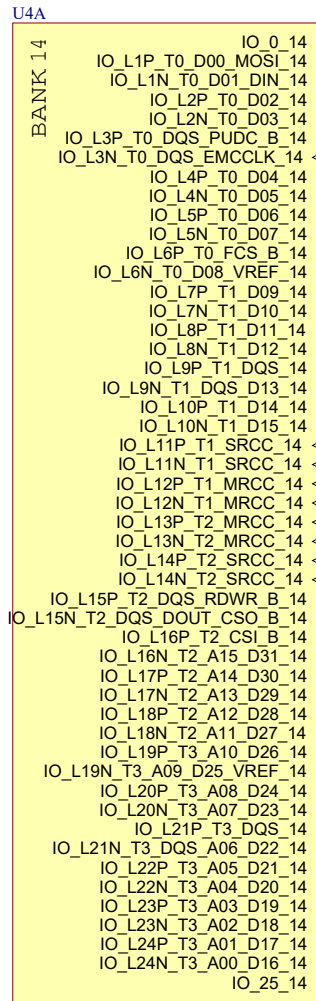 U4A
BANK 14
IO_0_14
IO_L1P_T0_D00_MOSI_14
IO_L1N_T0_D01_DIN_14
IO_L2P_T0_D02_14
IO_L2N_T0_D03_14
IO_L3P_T0_DQS_PUDC_B_14
IO_L3N_T0_DQS_EMCCLK_14
IO_L4P_T0_D04_14
IO_L4N_T0_D05_14
IO_L5P_T0_D06_14
IO_L5N_T0_D07_14
IO_L6P_T0_FCS_B_14
IO_L6N_T0_D08_VREF_14
IO_L7P_T1_D09_14
IO_L7N_T1_D10_14
IO_L8P_T1_D11_14
IO_L8N_T1_D12_14
IO_L9P_T1_DQS_14
IO_L9N_T1_DQS_D13_14
IO_L10P_T1_D14_14
IO_L10N_T1_D15_14
IO_L11P_T1_SRCC_14
IO_L11N_T1_SRCC_14
IO_L12P_T1_MRCC_14
IO_L12N_T1_MRCC_14
IO_L13P_T2_MRCC_14
IO_L13N_T2_MRCC_14
IO_L14P_T2_SRCC_14
IO_L14N_T2_SRCC_14
IO_L15P_T2_DQS_RDWR_B_14
IO_L15N_T2_DQS_DOUT_CSO_B_14
IO_L16P_T2_CSI_B_14
IO_L16N_T2_A15_D31_14
IO_L17P_T2_A14_D30_14
IO_L17N_T2_A13_D29_14
IO_L18P_T2_A12_D28_14
IO_L18N_T2_A11_D27_14
IO_L19P_T3_A10_D26_14
IO_L19N_T3_A09_D25_VREF_14
IO_L20P_T3_A08_D24_14
IO_L20N_T3_A07_D23_14
IO_L21P_T3_DQS_14
IO_L21N_T3_DQS_A06_D22_14
IO_L22P_T3_A05_D21_14
IO_L22N_T3_A04_D20_14
IO_L23P_T3_A03_D19_14
IO_L23N_T3_A02_D18_14
IO_L24P_T3_A01_D17_14
IO_L24N_T3_A00_D16_14
IO_25_14